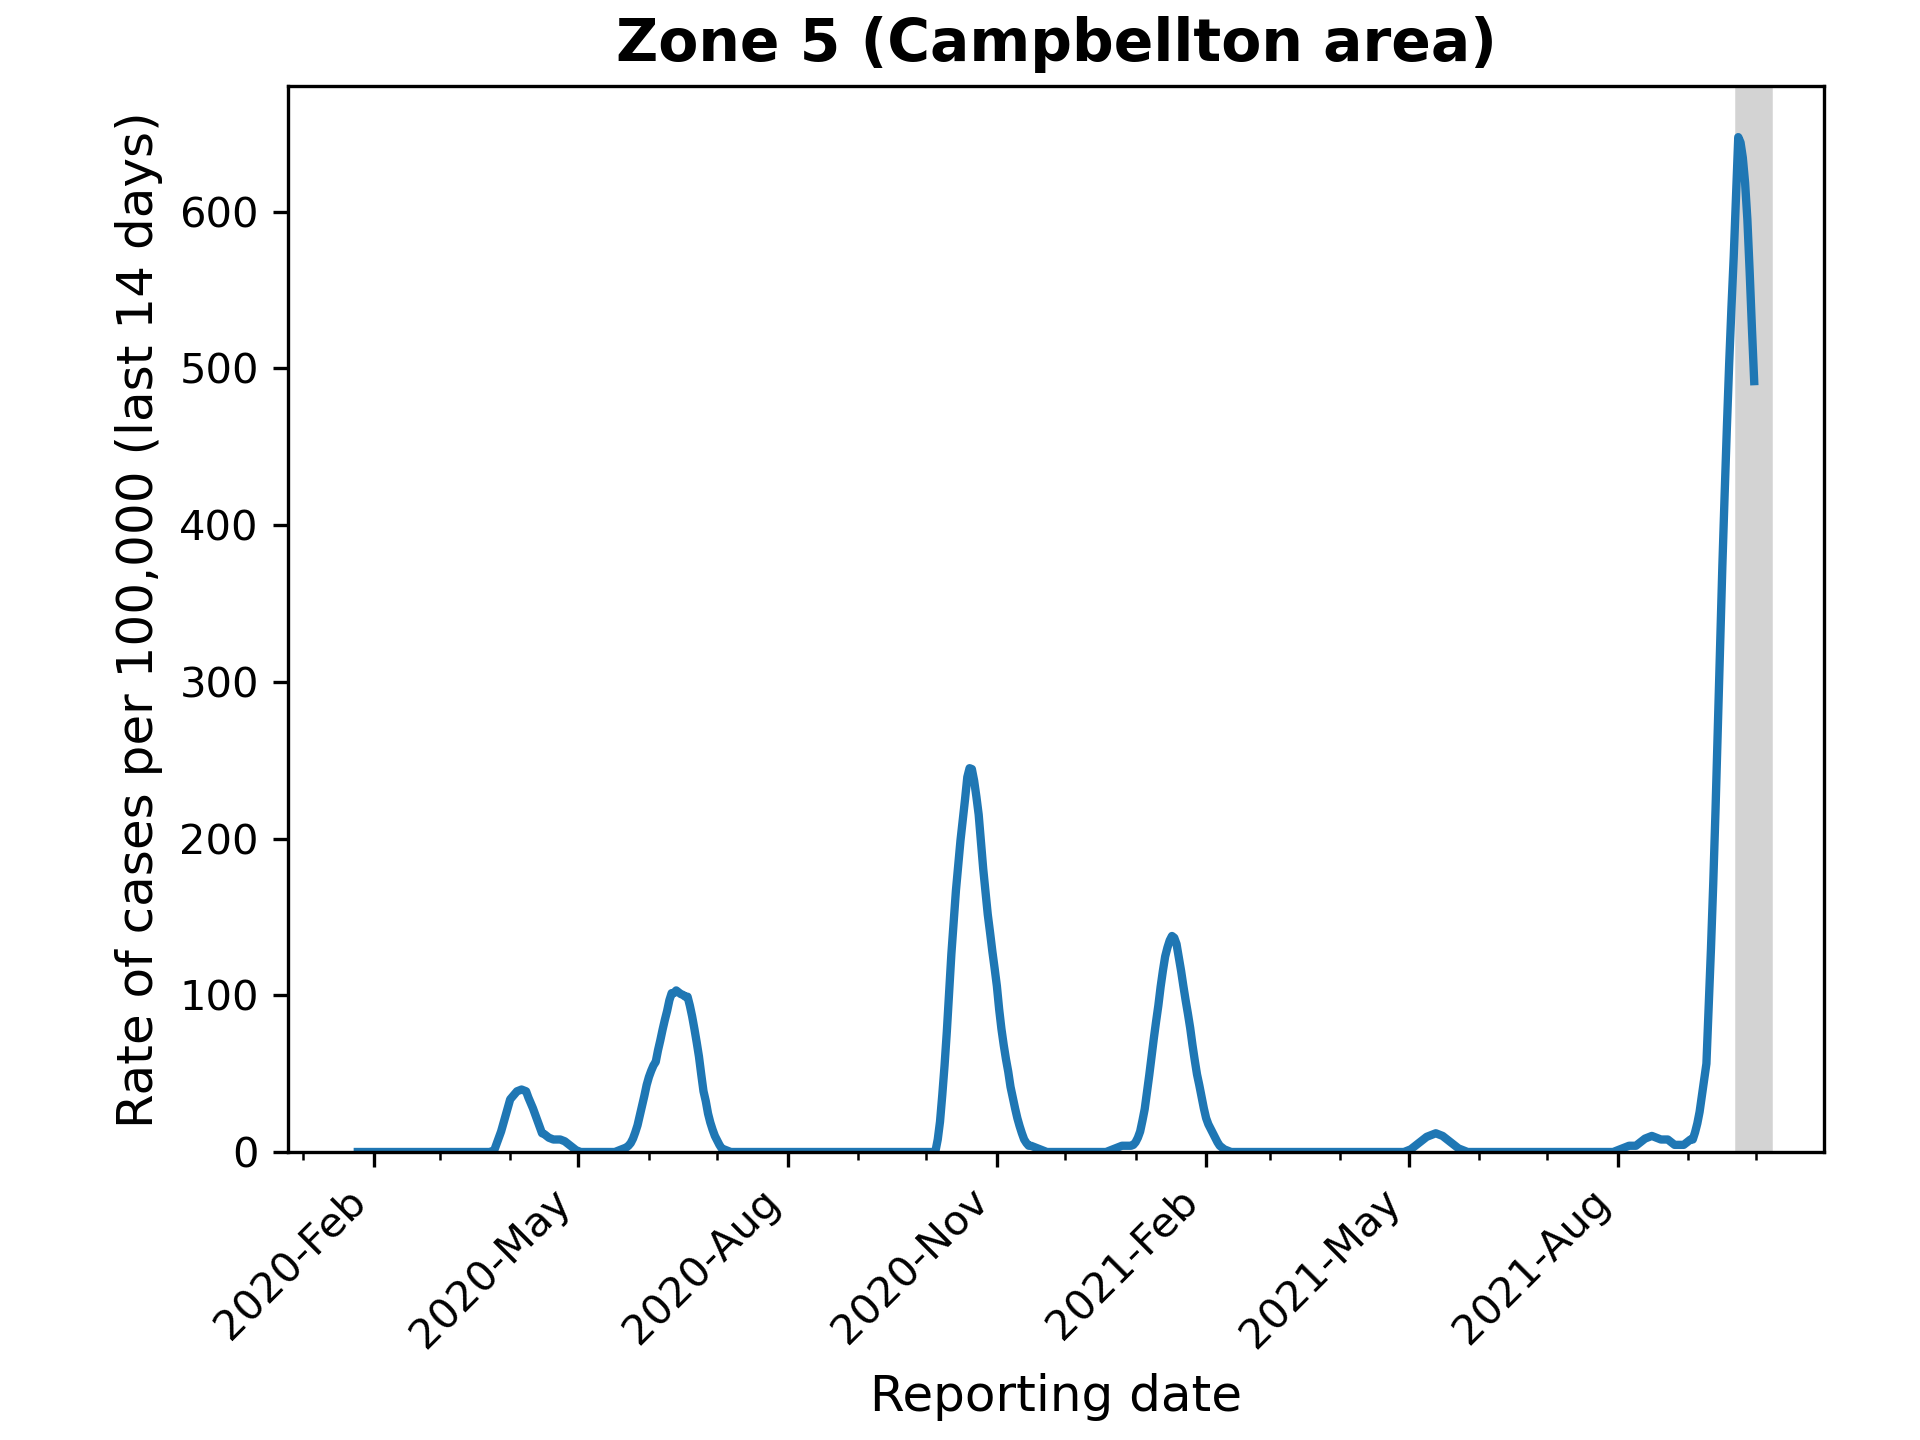 Zone 5 (Campbellton area)
Rate of cases per 100,000 (last 14 days)
600
500
400
300
200
100
0
2020-Feb
2020-May
2020-Aug
2020-Nov
2021-Feb
2021-May
2021-Aug
Reporting date